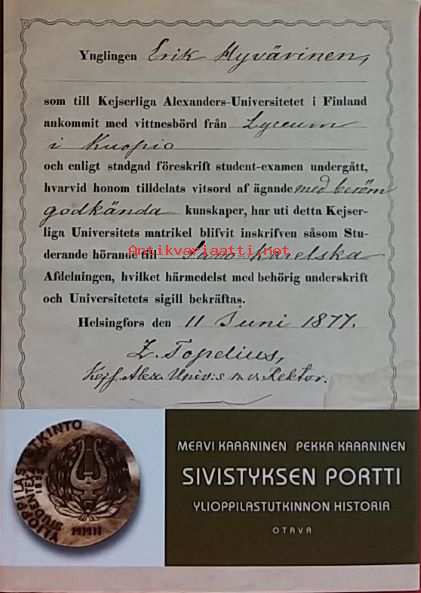 Ynglingen Erik Hyvärinen,
som till Kejserliga Alexanders-Universitetet i Finland
ankommit med vittnesbörd från Lyceum
i Kuopio
och enligt stadgad föreskrift student-examen undergått,
hvarvid honom tilldelats vitsord af ägande med beröm
godkända kunskaper, har uti detta Kejser-
liga Universitets matrikel blifvit inskrifven såsom Stu-
derande hörande till Savo-karelska
Antikvariaatti.net
Afdelningen, hvilket härmedelst med behörig underskrift
och Universitetets sigill bekräftas.
Helsingfors den 11 Juni 1877.
Z. Topelius,
Kejs. Alex. Univ:s n.v. Rektor.
YLIOPPILASTUTKINTO
MERVI KAARNINEN PEKKA KAARNINEN
SIVISTYKSEN PORTTI
YLIOPPILASTUTKINNON HISTORIA
OTAVA